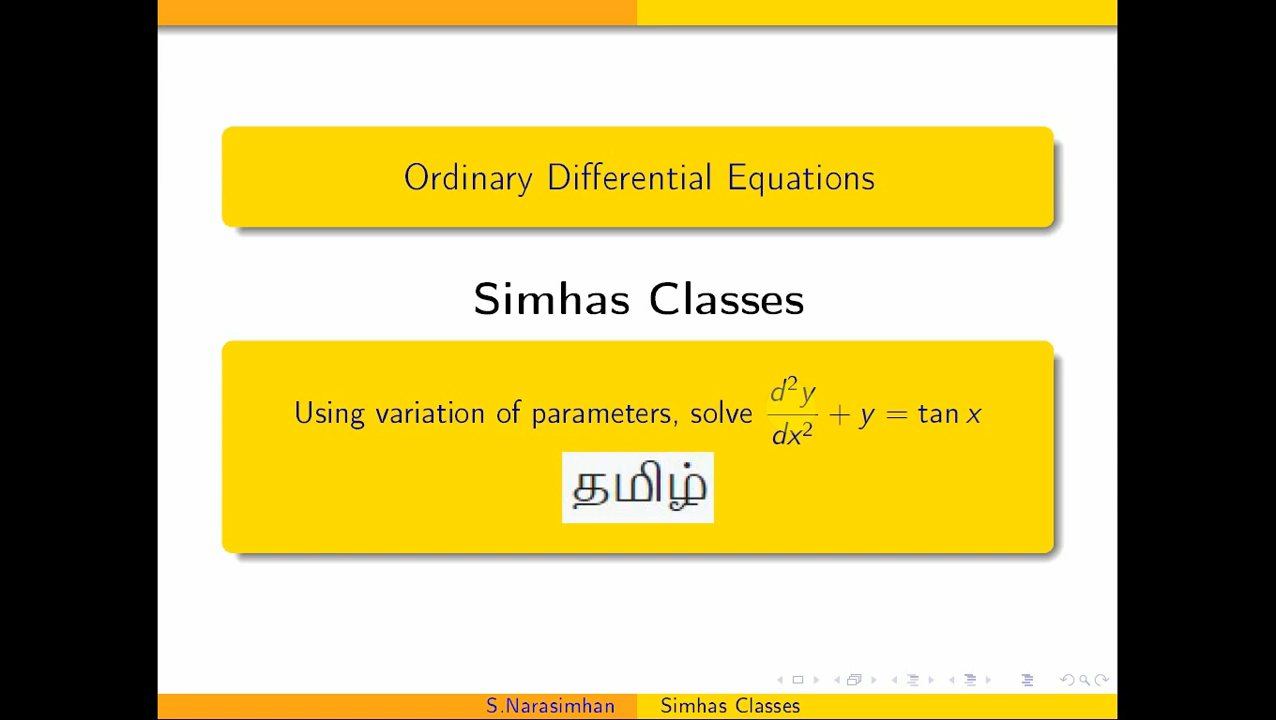 Ordinary Differential Equations
Simhas Classes
Using variation of parameters, solve d²y/dx² + y = tan x
தமிழ்
S.Narasimhan Simhas Classes